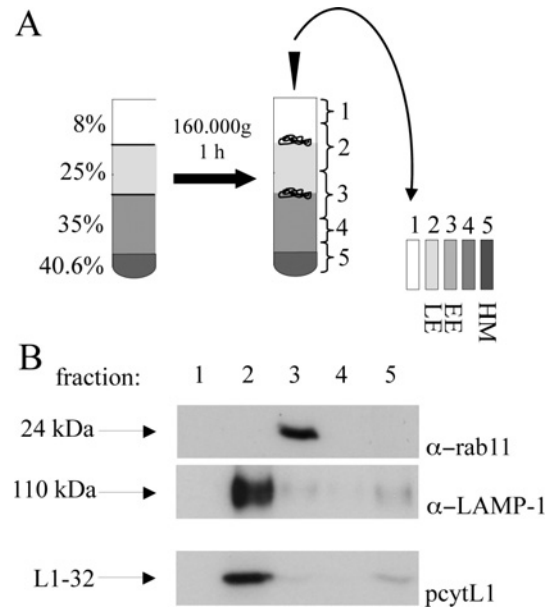 A
8%
25%
35%
40.6%
160.000g
1 h
1
2
3
4
5
1 2 3 4 5
LE
EE
HM
B
fraction: 1 2 3 4 5
24 kDa
α-rab11
110 kDa
α-LAMP-1
L1-32
pcytL1